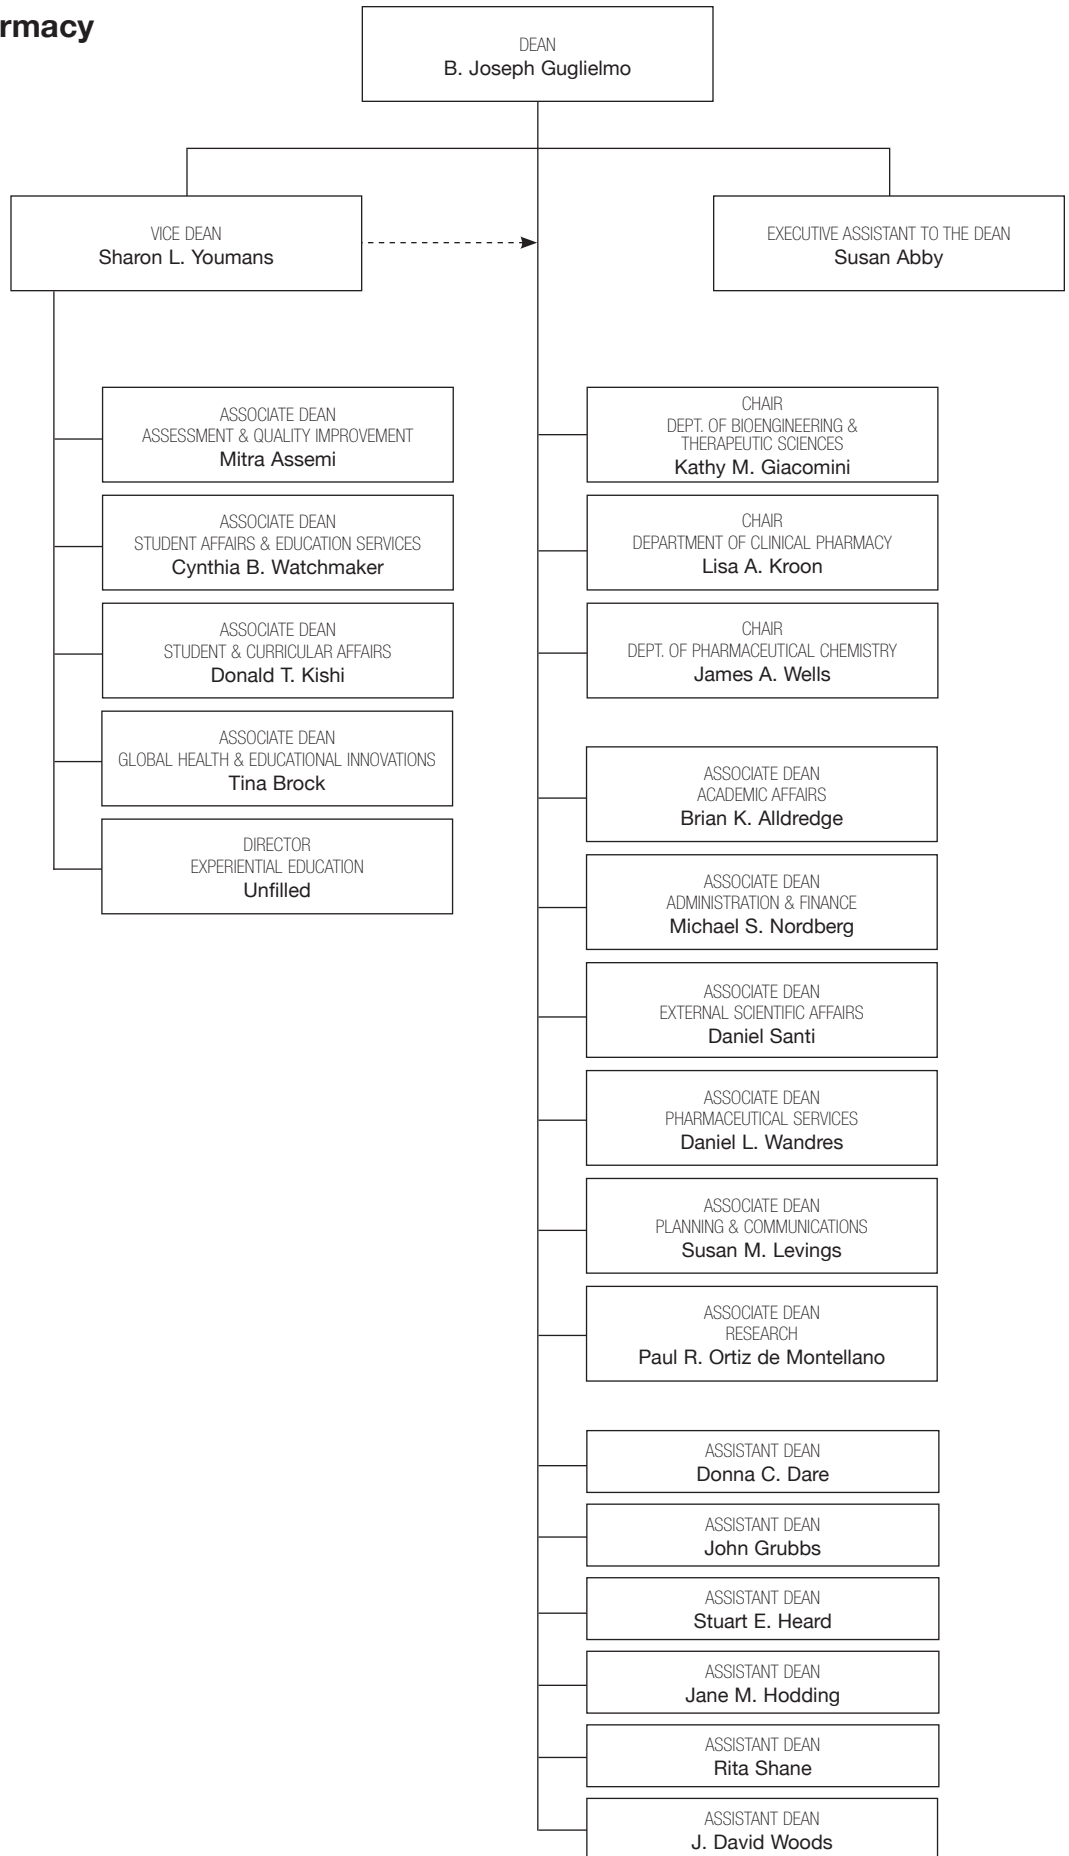 rmacy
DEAN
B. Joseph Guglielmo
VICE DEAN
Sharon L. Youmans
EXECUTIVE ASSISTANT TO THE DEAN
Susan Abby
ASSOCIATE DEAN
ASSESSMENT & QUALITY IMPROVEMENT
Mitra Assemi
ASSOCIATE DEAN
STUDENT AFFAIRS & EDUCATION SERVICES
Cynthia B. Watchmaker
ASSOCIATE DEAN
STUDENT & CURRICULAR AFFAIRS
Donald T. Kishi
ASSOCIATE DEAN
GLOBAL HEALTH & EDUCATIONAL INNOVATIONS
Tina Brock
DIRECTOR
EXPERIENTIAL EDUCATION
Unfilled
CHAIR
DEPT. OF BIOENGINEERING &
THERAPEUTIC SCIENCES
Kathy M. Giacomini
CHAIR
DEPARTMENT OF CLINICAL PHARMACY
Lisa A. Kroon
CHAIR
DEPT. OF PHARMACEUTICAL CHEMISTRY
James A. Wells
ASSOCIATE DEAN
ACADEMIC AFFAIRS
Brian K. Alldredge
ASSOCIATE DEAN
ADMINISTRATION & FINANCE
Michael S. Nordberg
ASSOCIATE DEAN
EXTERNAL SCIENTIFIC AFFAIRS
Daniel Santi
ASSOCIATE DEAN
PHARMACEUTICAL SERVICES
Daniel L. Wandres
ASSOCIATE DEAN
PLANNING & COMMUNICATIONS
Susan M. Levings
ASSOCIATE DEAN
RESEARCH
Paul R. Ortiz de Montellano
ASSISTANT DEAN
Donna C. Dare
ASSISTANT DEAN
John Grubbs
ASSISTANT DEAN
Stuart E. Heard
ASSISTANT DEAN
Jane M. Hodding
ASSISTANT DEAN
Rita Shane
ASSISTANT DEAN
J. David Woods